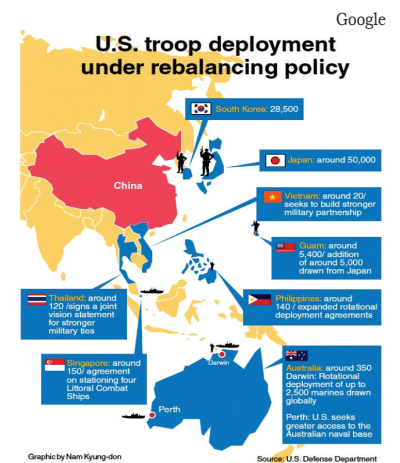 Google
U.S. troop deployment
under rebalancing policy
South Korea: 28,500
Japan: around 50,000
China
Vietnam: around 20/
seeks to build stronger
military partnership
Guam: around
5,400/ addition
of around 5,000
drawn from Japan
Thailand: around
120 /signs a joint
vision statement
for stronger
military ties
Philippines: around
140 / expanded rotational
deployment agreements
Singapore: around
150/ agreement
on stationing four
Littoral Combat
Ships
Darwin
Perth
Australia: around 350
Darwin: Rotational
deployment of up to
2,500 marines drawn
globally
Perth: U.S. seeks
greater access to the
Australian naval base
Graphic by Nam Kyung-don
Source: U.S. Defense Department